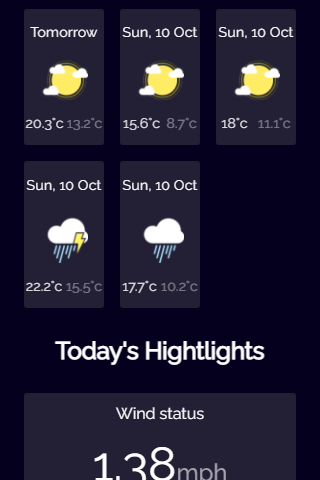 Tomorrow Sun, 10 Oct Sun, 10 Oct
20.3°c 13.2°c 15.6°c 8.7°c 18°c 11.1°c
Sun, 10 Oct Sun, 10 Oct
22.2°c 15.5°c 17.7°c 10.2°c
Today's Hightlights
Wind status
1.38mph